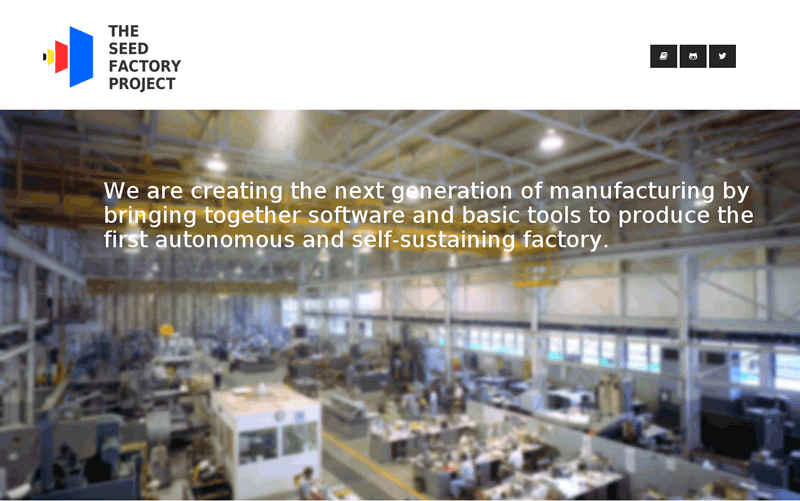 THE
SEED
FACTORY
PROJECT
We are creating the next generation of manufacturing by
bringing together software and basic tools to produce the
first autonomous and self-sustaining factory.